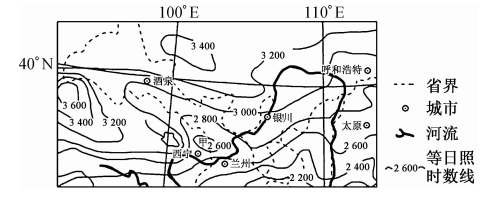 100°E 110°E
40°N
3 400
3 200
呼和浩特
酒泉
3 600
3 400 3 200
2 800
3 000
银川
甲
2 600
西宁
兰州
太原
2 600
2 400
2 200
省界
城市
河流
2 600 等日照
时数线